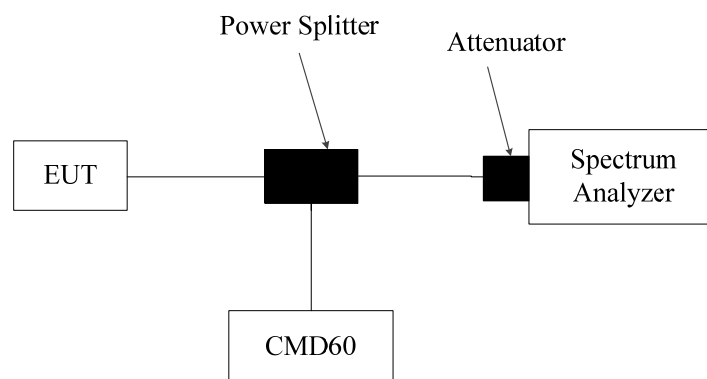 Power Splitter
Attenuator
EUT
Spectrum
Analyzer
CMD60